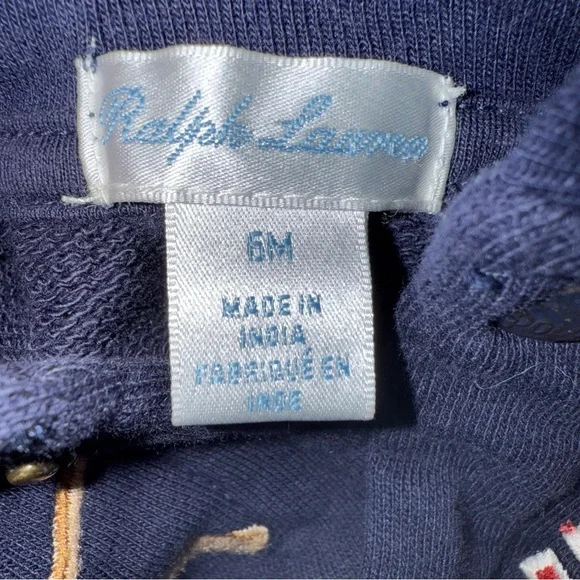 Ralph Lauren
6M
MADE IN
INDIA
FABRIQUÉ EN
INDE